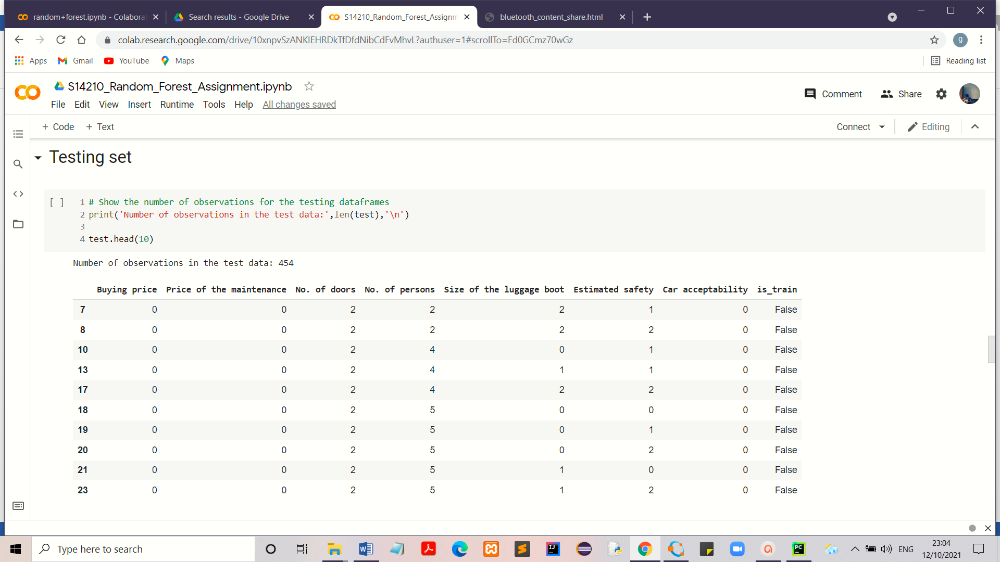 random+forest.ipynb - Colaborat
Search results - Google Drive
S14210_Random_Forest_Assignm
bluetooth_content_share.html
colab.research.google.com/drive/10xnpvSzANKIEHRDkTfDfdNibCdFvMhvL?authuser=1#scrollTo=Fd0GCmz70wGz
g
Apps Gmail YouTube Maps Reading list
S14210_Random_Forest_Assignment.ipynb
Comment Share
File Edit View Insert Runtime Tools Help All changes saved
+ Code + Text Connect Editing
Testing set
[ ] 1 # Show the number of observations for the testing dataframes
2 print('Number of observations in the test data:',len(test),'\n')
3
4 test.head(10)
Number of observations in the test data: 454
Buying price Price of the maintenance No. of doors No. of persons Size of the luggage boot Estimated safety Car acceptability is_train
7 0 0 2 2 2 1 0 False
8 0 0 2 2 2 2 0 False
10 0 0 2 4 0 1 0 False
13 0 0 2 4 1 1 0 False
17 0 0 2 4 2 2 0 False
18 0 0 2 5 0 0 0 False
19 0 0 2 5 0 1 0 False
20 0 0 2 5 0 2 0 False
21 0 0 2 5 1 0 0 False
23 0 0 2 5 1 2 0 False
Type here to search
ENG
23:04
12/10/2021